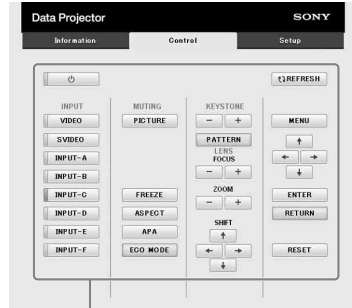 Data Projector SONY
Information Control Setup
REFRESH
INPUT MUTING KEYSTONE
VIDEO PICTURE - + MENU
SVIDEO PATTERN
INPUT-A LENS
FOCUS
INPUT-B - +
INPUT-C FREEZE ZOOM ENTER
INPUT-D ASPECT - + RETURN
INPUT-E APA SHIFT
INPUT-F ECO MODE RESET